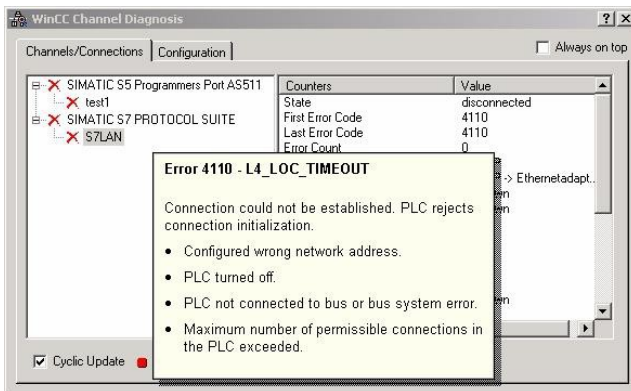 WinCC Channel Diagnosis
Channels/Connections
Configuration
Always on top
SIMATIC S5 Programmers Port AS511
test1
SIMATIC S7 PROTOCOL SUITE
S7LAN
Counters Value
State disconnected
First Error Code 4110
Last Error Code 4110
Error Count 0
-> Ethernetadapt..
Error 4110 - L4_LOC_TIMEOUT
Connection could not be established. PLC rejects
connection initialization.
• Configured wrong network address.
• PLC turned off.
• PLC not connected to bus or bus system error.
• Maximum number of permissible connections in
the PLC exceeded.
Cyclic Update